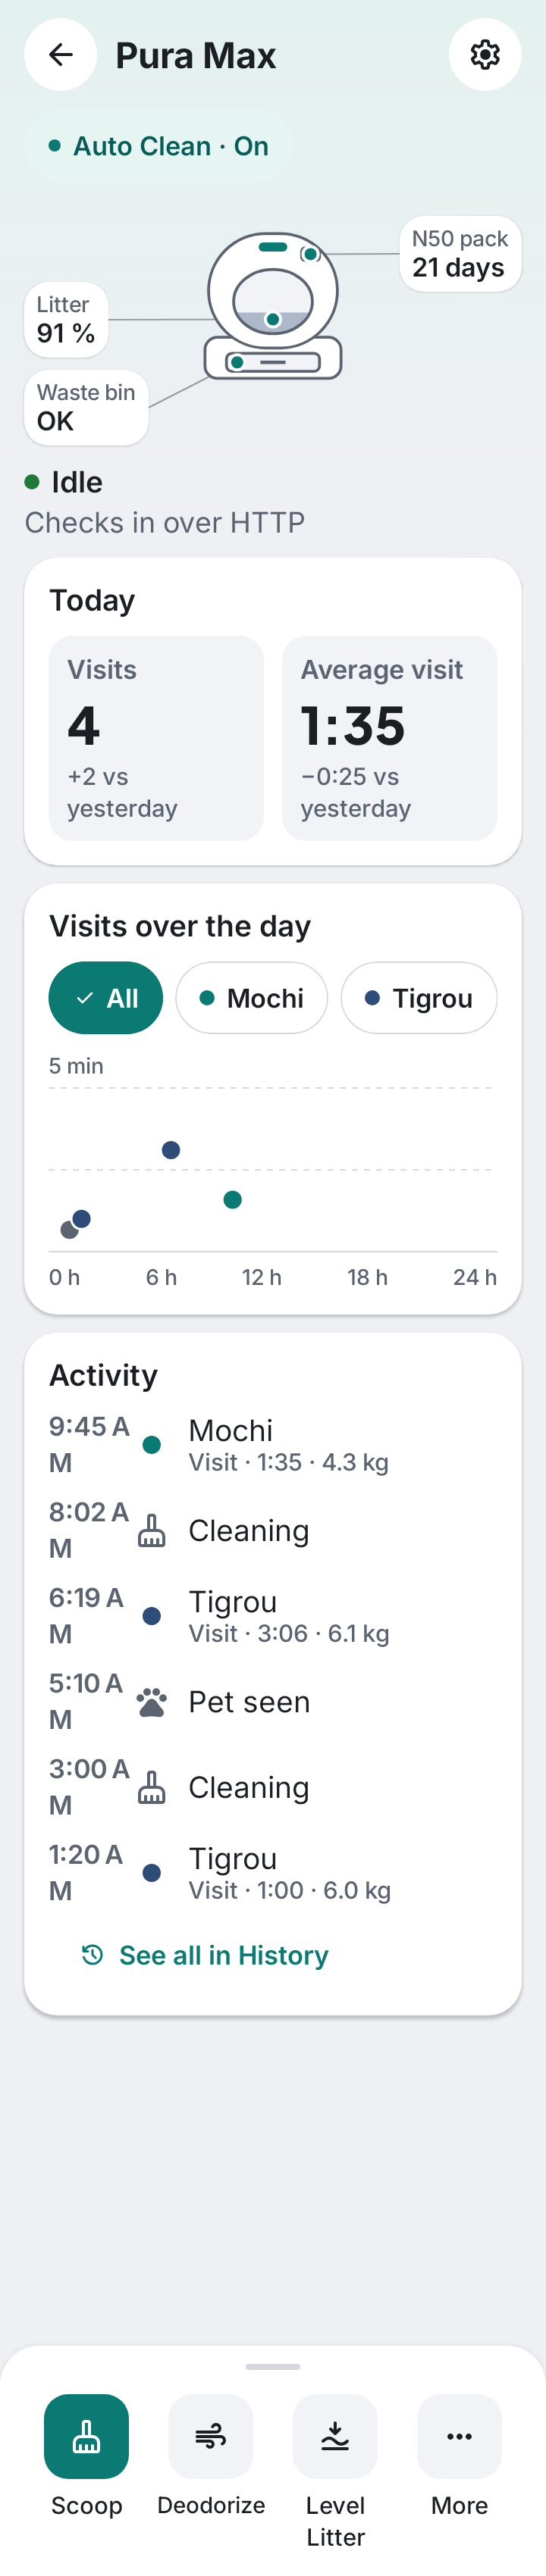 Pura Max
Auto Clean · On
N50 pack
21 days
Litter
91 %
Waste bin
OK
Idle
Checks in over HTTP
Today
Visits
4
+2 vs
yesterday
Average visit
1:35
−0:25 vs
yesterday
Visits over the day
All
Mochi
Tigrou
5 min
0 h
6 h
12 h
18 h
24 h
Activity
9:45 A
M
Mochi
Visit · 1:35 · 4.3 kg
8:02 A
M
Cleaning
6:19 A
M
Tigrou
Visit · 3:06 · 6.1 kg
5:10 A
M
Pet seen
3:00 A
M
Cleaning
1:20 A
M
Tigrou
Visit · 1:00 · 6.0 kg
See all in History
Scoop
Deodorize
Level
Litter
More